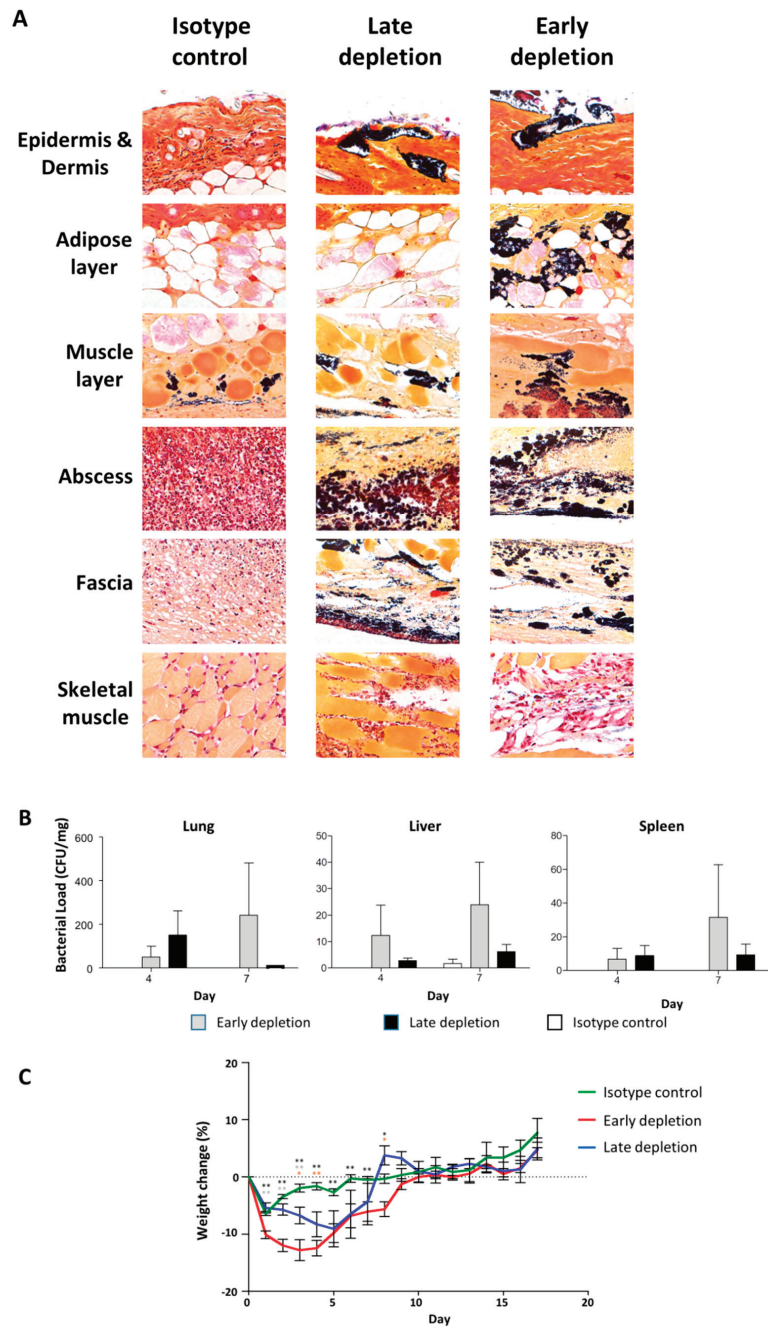 A
Isotype control
Late depletion
Early depletion
Epidermis & Dermis
Adipose layer
Muscle layer
Abscess
Fascia
Skeletal muscle
B
Lung
Liver
Spleen
Bacterial Load (CFU/mg)
600
400
200
0
4
7
Day
50
40
30
20
10
0
4
7
Day
80
60
40
20
0
4
7
Day
Early depletion
Late depletion
Isotype control
C
Weight change (%)
20
10
0
-10
-20
** ** ** ** ** ** ** *
** ** ** ** *
* **
0
5
10
15
20
Day
Isotype control
Early depletion
Late depletion